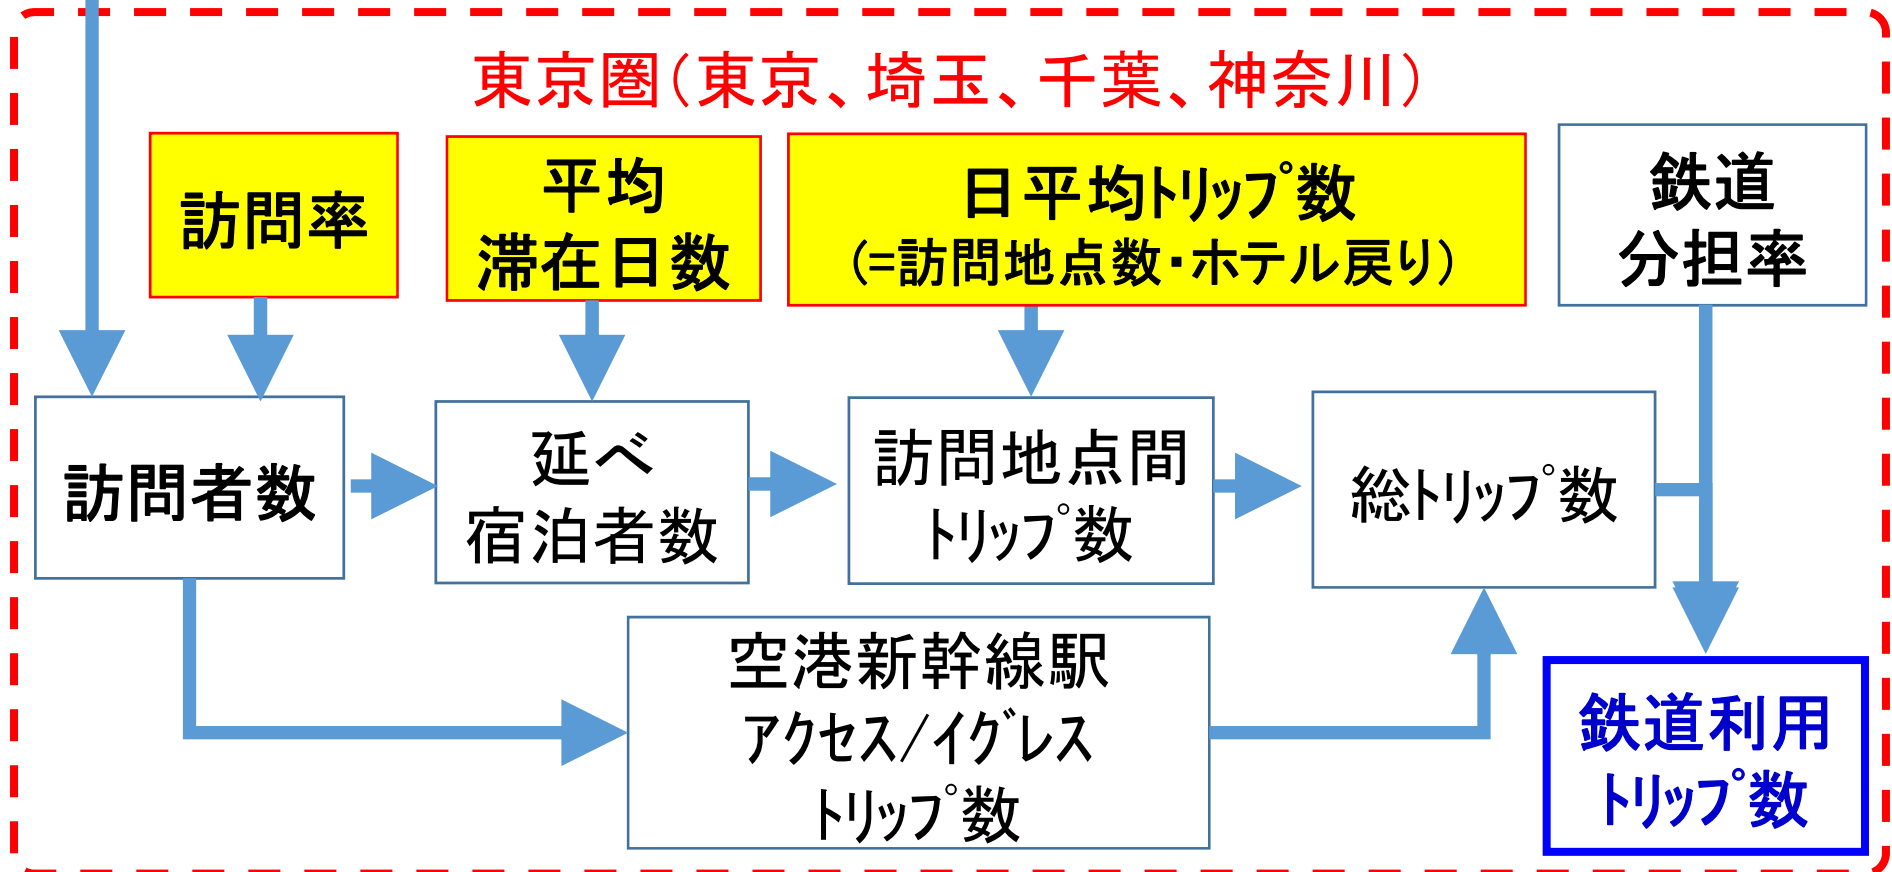 東京圏（東京、埼玉、千葉、神奈川）
訪問率
平均
滞在日数
日平均ﾄﾘｯﾌﾟ数
（=訪問地点数・ホテル戻り）
鉄道
分担率
訪問者数
延べ
宿泊者数
訪問地点間
ﾄﾘｯﾌﾟ数
総ﾄﾘｯﾌﾟ数
空港新幹線駅
ｱｸｾｽ/ｲｸﾞﾚｽ
ﾄﾘｯﾌﾟ数
鉄道利用
ﾄﾘｯﾌﾟ数